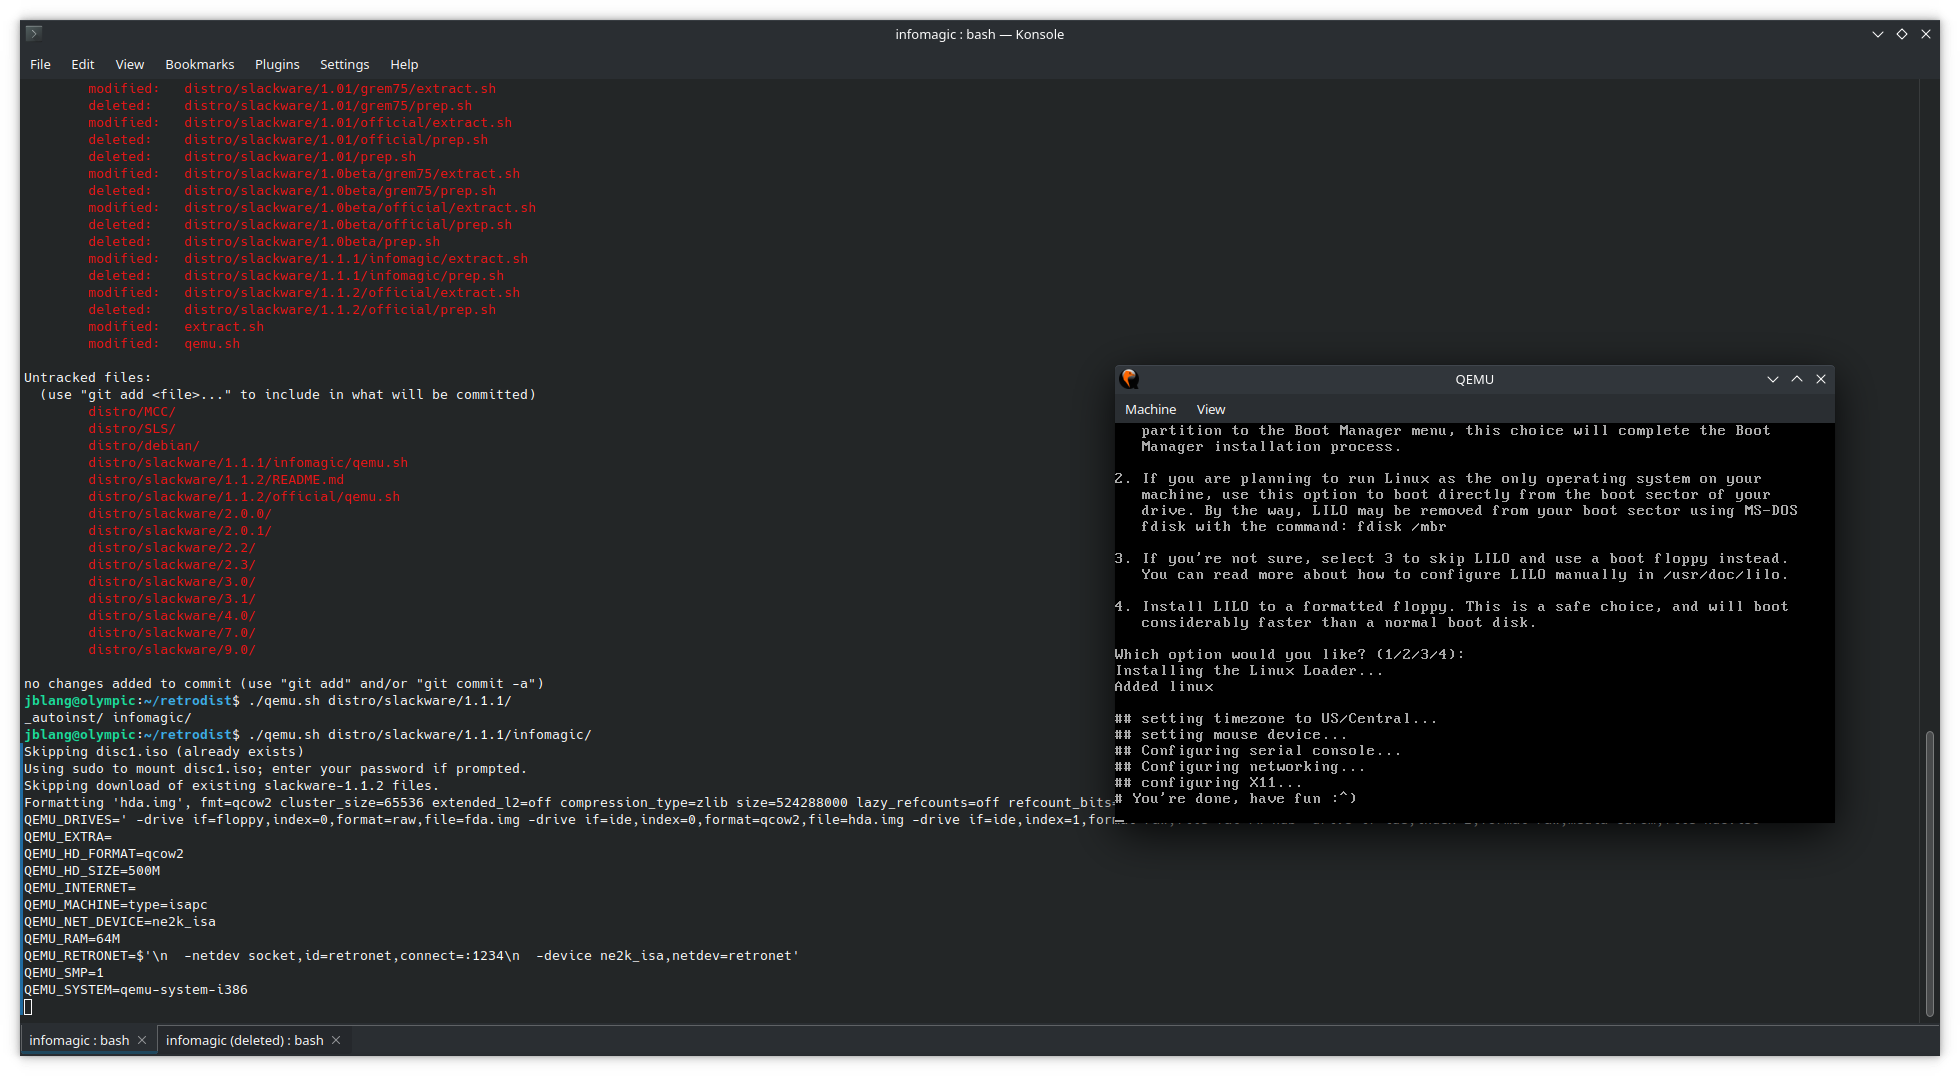 infomagic : bash — Konsole
File Edit View Bookmarks Plugins Settings Help
modified: distro/slackware/1.01/grem75/extract.sh
deleted: distro/slackware/1.01/grem75/prep.sh
modified: distro/slackware/1.01/official/extract.sh
deleted: distro/slackware/1.01/official/prep.sh
deleted: distro/slackware/1.01/prep.sh
modified: distro/slackware/1.0beta/grem75/extract.sh
deleted: distro/slackware/1.0beta/grem75/prep.sh
modified: distro/slackware/1.0beta/official/extract.sh
deleted: distro/slackware/1.0beta/official/prep.sh
deleted: distro/slackware/1.0beta/prep.sh
modified: distro/slackware/1.1.1/infomagic/extract.sh
deleted: distro/slackware/1.1.1/infomagic/prep.sh
modified: distro/slackware/1.1.2/official/extract.sh
deleted: distro/slackware/1.1.2/official/prep.sh
modified: extract.sh
modified: qemu.sh
Untracked files:
(use "git add <file>..." to include in what will be committed)
distro/MCC/
distro/SLS/
distro/debian/
distro/slackware/1.1.1/infomagic/qemu.sh
distro/slackware/1.1.2/README.md
distro/slackware/1.1.2/official/qemu.sh
distro/slackware/2.0.0/
distro/slackware/2.0.1/
distro/slackware/2.2/
distro/slackware/2.3/
distro/slackware/3.0/
distro/slackware/3.1/
distro/slackware/4.0/
distro/slackware/7.0/
distro/slackware/9.0/
no changes added to commit (use "git add" and/or "git commit -a")
jblang@olympic:~/retrodist$ ./qemu.sh distro/slackware/1.1.1/
_autoinst/ infomagic/
jblang@olympic:~/retrodist$ ./qemu.sh distro/slackware/1.1.1/infomagic/
Skipping disc1.iso (already exists)
Using sudo to mount disc1.iso; enter your password if prompted.
Skipping download of existing slackware-1.1.2 files.
Formatting 'hda.img', fmt=qcow2 cluster_size=65536 extended_l2=off compression_type=zlib size=524288000 lazy_refcounts=off refcount_bits=
QEMU_DRIVES=' -drive if=floppy,index=0,format=raw,file=fda.img -drive if=ide,index=0,format=qcow2,file=hda.img -drive if=ide,index=1,for
QEMU_EXTRA=
QEMU_HD_FORMAT=qcow2
QEMU_HD_SIZE=500M
QEMU_INTERNET=
QEMU_MACHINE=type=isapc
QEMU_NET_DEVICE=ne2k_isa
QEMU_RAM=64M
QEMU_RETRONET=$'\n  -netdev socket,id=retronet,connect=:1234\n  -device ne2k_isa,netdev=retronet'
QEMU_SMP=1
QEMU_SYSTEM=qemu-system-i386
infomagic : bash
infomagic (deleted) : bash
QEMU
Machine View
partition to the Boot Manager menu, this choice will complete the Boot
Manager installation process.
2. If you are planning to run Linux as the only operating system on your
machine, use this option to boot directly from the boot sector of your
drive. By the way, LILO may be removed from your boot sector using MS-DOS
fdisk with the command: fdisk /mbr
3. If you're not sure, select 3 to skip LILO and use a boot floppy instead.
You can read more about how to configure LILO manually in /usr/doc/lilo.
4. Install LILO to a formatted floppy. This is a safe choice, and will boot
considerably faster than a normal boot disk.
Which option would you like? (1/2/3/4):
Installing the Linux Loader...
Added linux
## setting timezone to US/Central...
## setting mouse device...
## Configuring serial console...
## Configuring networking...
## configuring X11...
# You're done, have fun :^)